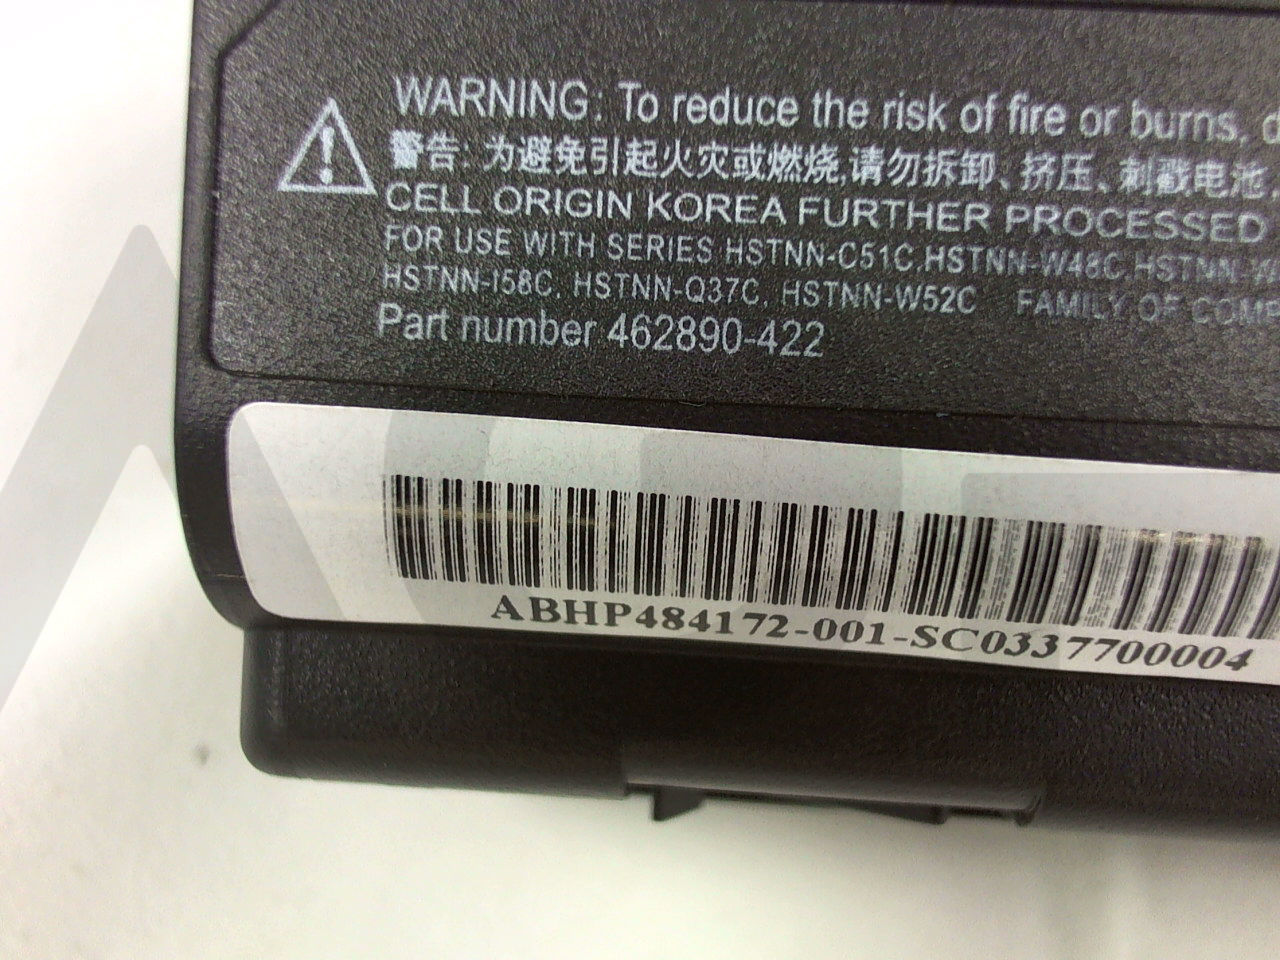 WARNING: To reduce the risk of fire or burns,
警告: 为避免引起火灾或燃烧,请勿拆卸、挤压、刺戳电池,
CELL ORIGIN KOREA FURTHER PROCESSED
FOR USE WITH SERIES HSTNN-C51C,HSTNN-W48C,
HSTNN-I58C, HSTNN-Q37C, HSTNN-W52C FAMILY OF
Part number 462890-422
ABHP484172-001-SC0337700004